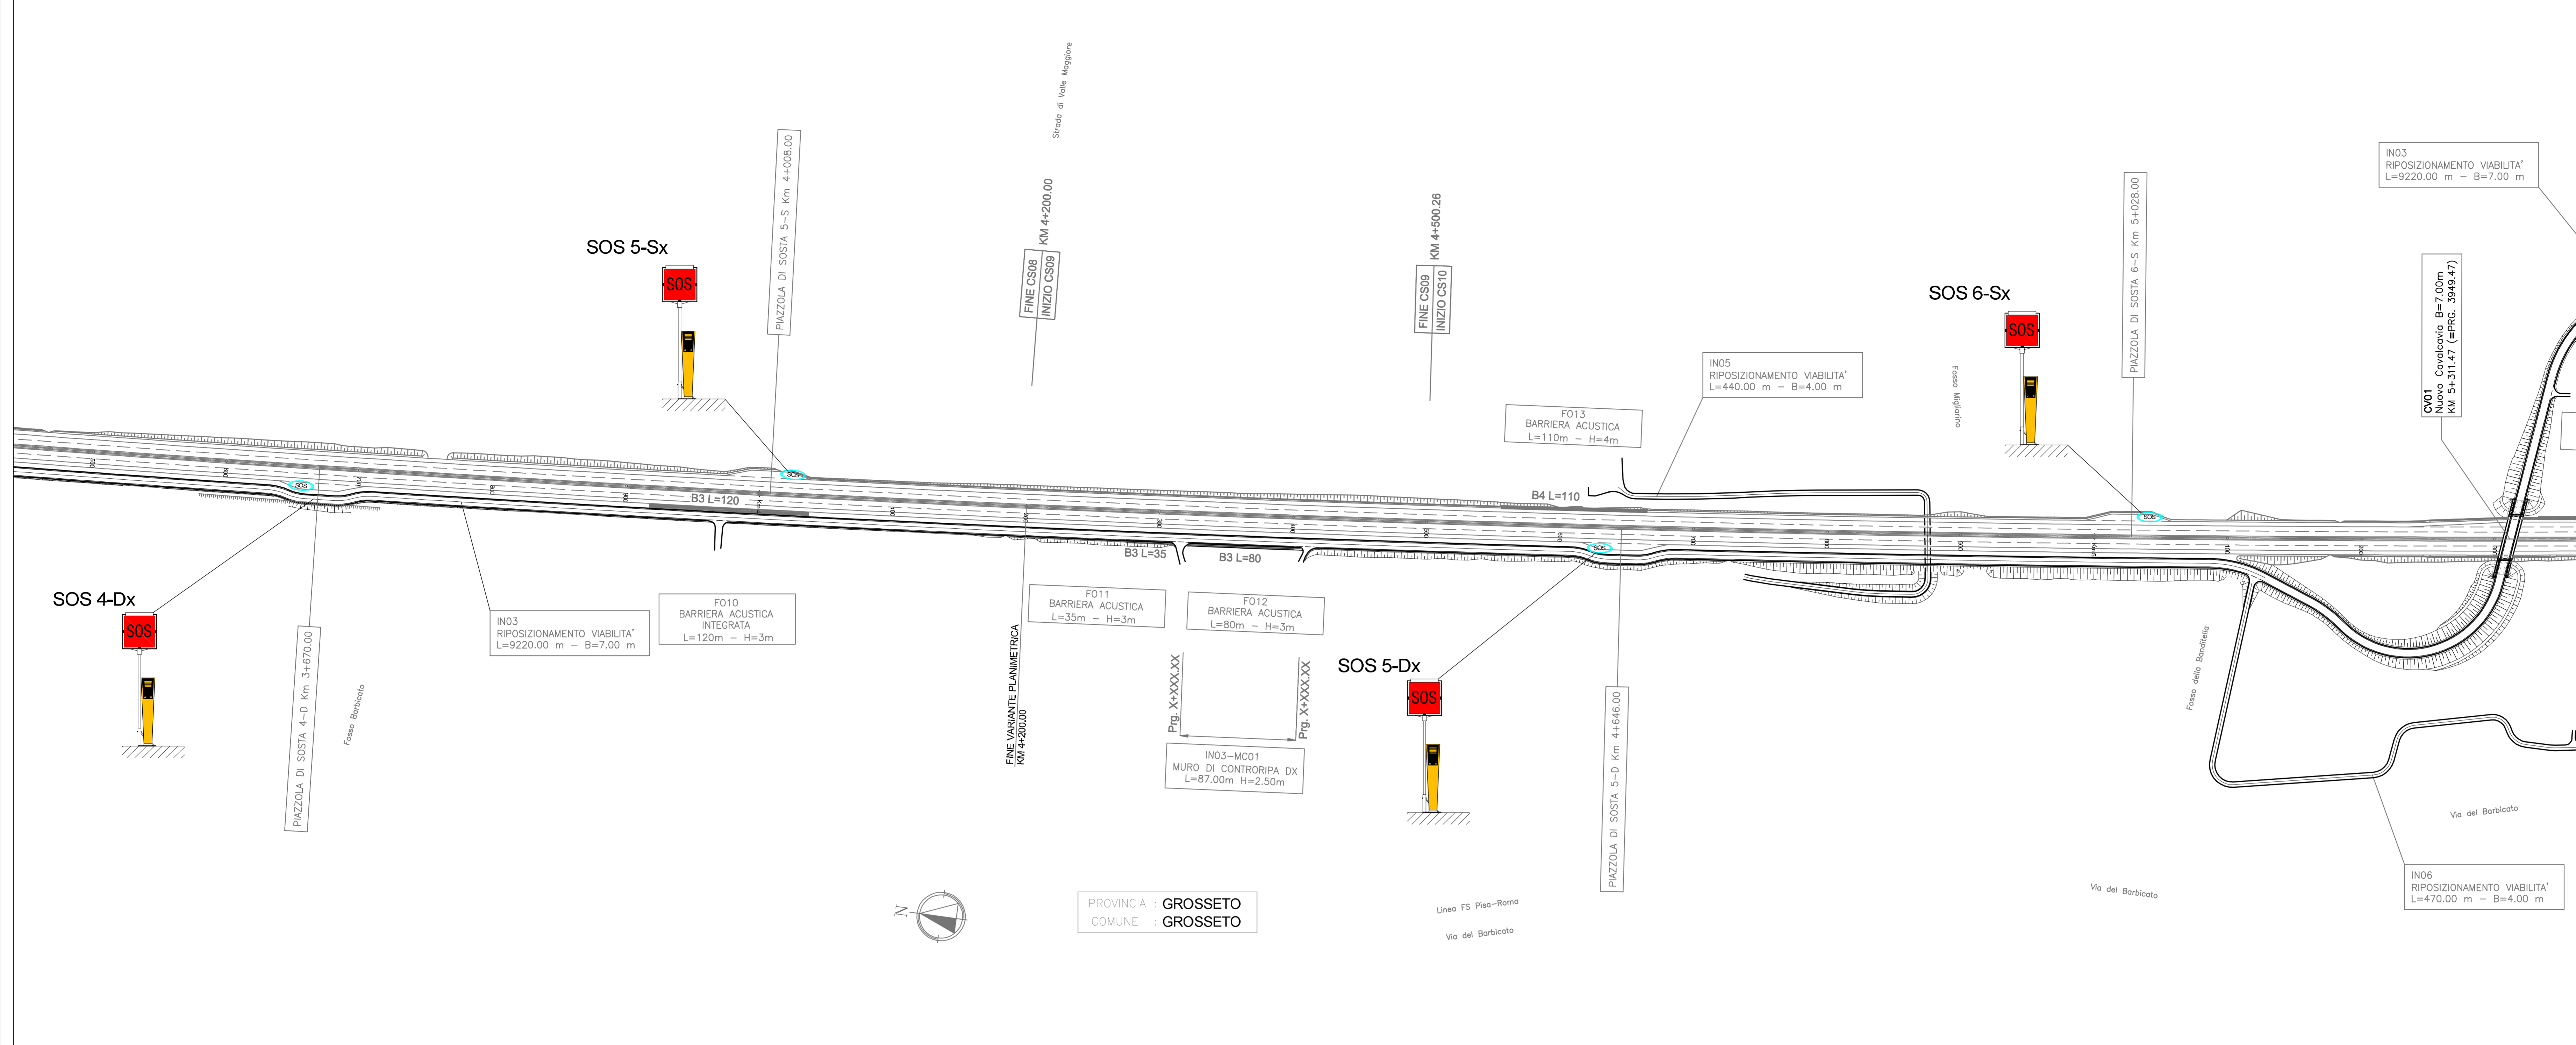 Strada di Valle Maggiore
PIAZZOLA DI SOSTA 5-S Km 4+008.00
SOS 5-Sx
SOS
FINE CS08
INIZIO CS09
KM 4+200.00
FINE CS09
INIZIO CS10
KM 4+500.26
SOS 6-Sx
SOS
PIAZZOLA DI SOSTA 6-S Km 5+028.00
IN03
RIPOSIZIONAMENTO VIABILITA'
L=9220.00 m - B=7.00 m
CV01
Nuovo Cavalcavia B=7.00m
KM 5+311.47 (=PRG. 3949.47)
IN05
RIPOSIZIONAMENTO VIABILITA'
L=440.00 m - B=4.00 m
Fosso Migliarino
FO13
BARRIERA ACUSTICA
L=110m - H=4m
SOS
SOS
B3 L=120
B4 L=110
SOS
SOS
B3 L=35
B3 L=80
SOS 4-Dx
SOS
PIAZZOLA DI SOSTA 4-D Km 3+670.00
Fosso Barbicato
IN03
RIPOSIZIONAMENTO VIABILITA'
L=9220.00 m - B=7.00 m
FO10
BARRIERA ACUSTICA
INTEGRATA
L=120m - H=3m
FINE VARIANTE PLANIMETRICA
KM 4+200.00
FO11
BARRIERA ACUSTICA
L=35m - H=3m
FO12
BARRIERA ACUSTICA
L=80m - H=3m
Prg. X+XXX.XX
Prg. X+XXX.XX
IN03-MC01
MURO DI CONTRORIPA DX
L=87.00m H=2.50m
SOS 5-Dx
SOS
PIAZZOLA DI SOSTA 5-D Km 4+646.00
Fosso della Banditella
Via del Barbicato
IN06
RIPOSIZIONAMENTO VIABILITA'
L=470.00 m - B=4.00 m
Via del Barbicato
N
PROVINCIA : GROSSETO
COMUNE : GROSSETO
Linea FS Pisa-Roma
Via del Barbicato